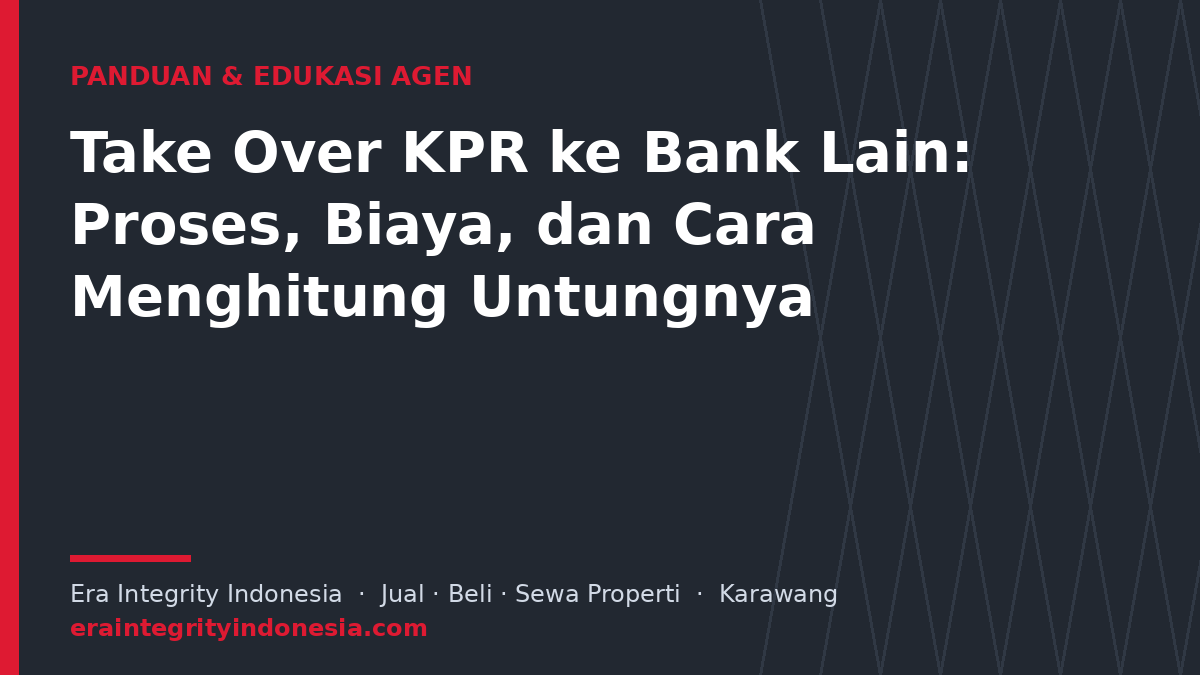 PANDUAN & EDUKASI AGEN
Take Over KPR ke Bank Lain:
Proses, Biaya, dan Cara
Menghitung Untungnya
Era Integrity Indonesia · Jual · Beli · Sewa Properti · Karawang
eraintegrityindonesia.com